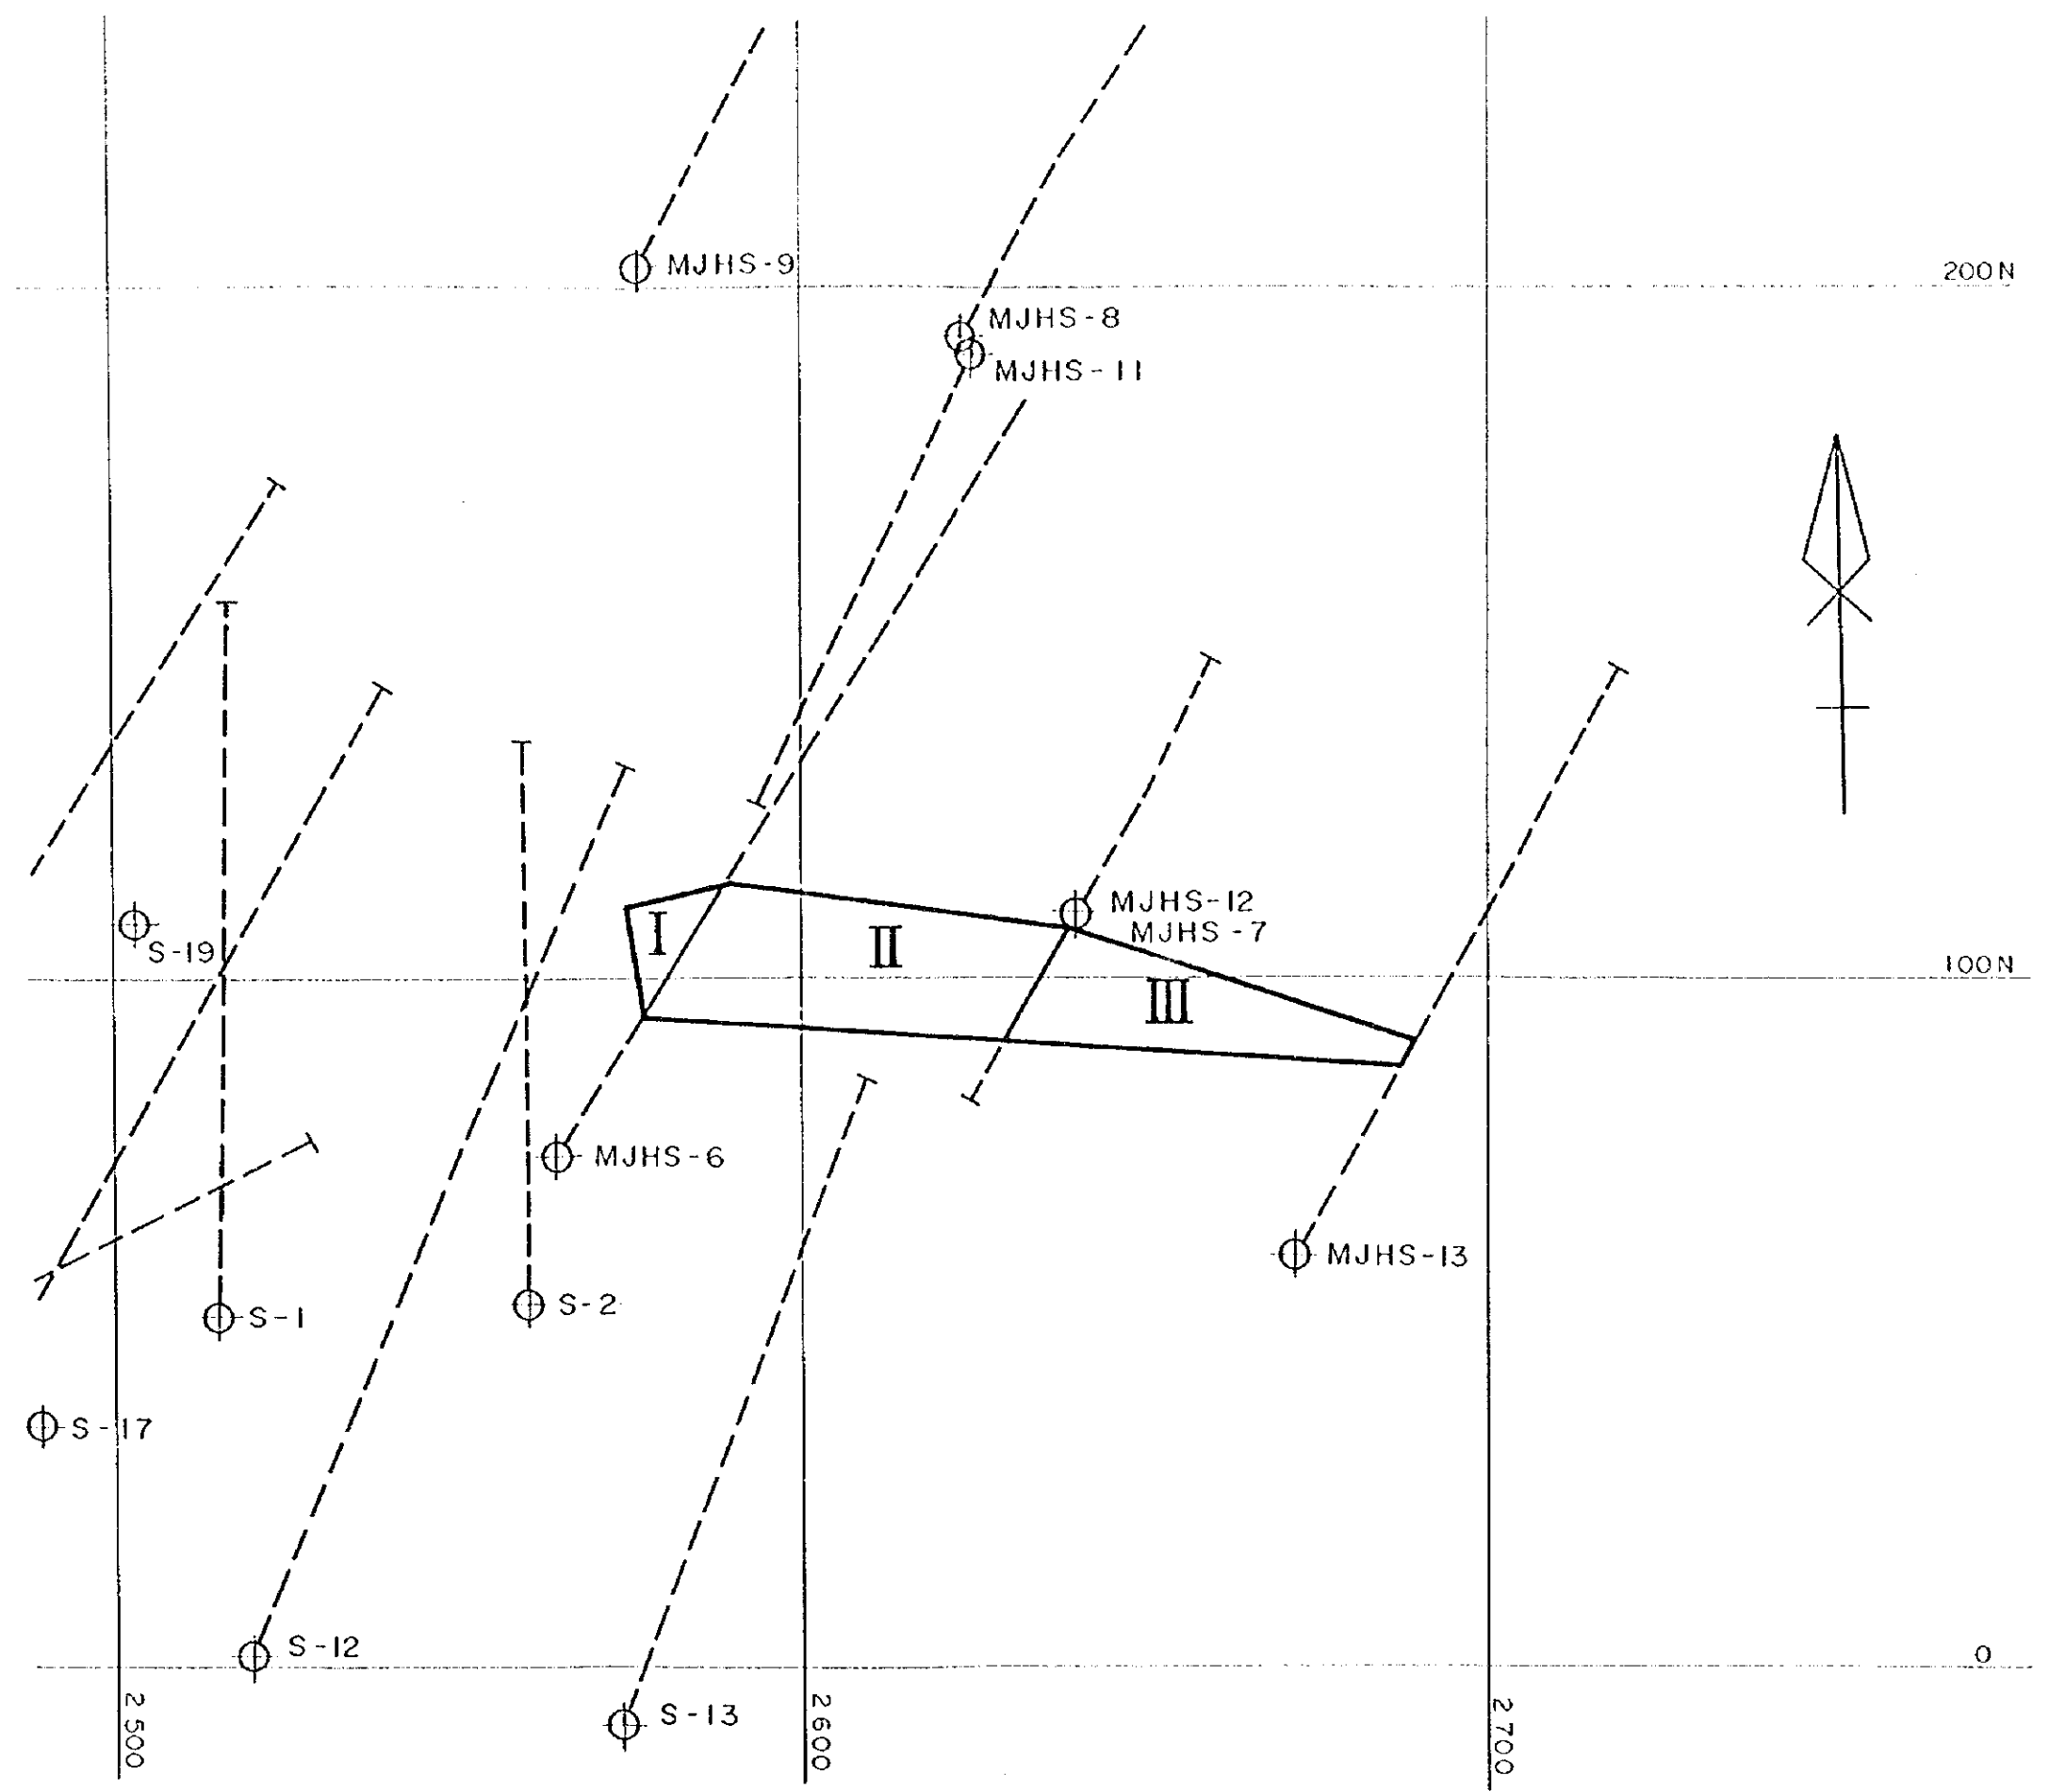 MJHS-9
200N
MJHS-8
MJHS-11
MJHS-12
I
MJHS-7
II
S-19
100N
III
MJHS-6
MJHS-13
S-2
S-1
S-17
S-12
0
S-13
2500
2600
2700